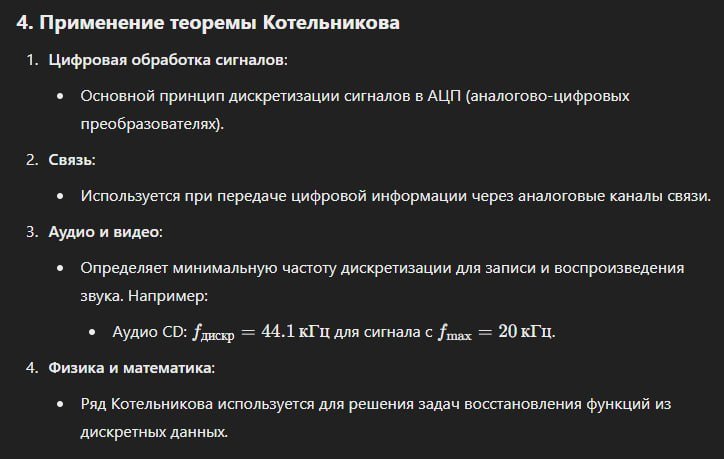 4. Применение теоремы Котельникова
1. Цифровая обработка сигналов:
• Основной принцип дискретизации сигналов в АЦП (аналогово-цифровых
преобразователях).
2. Связь:
• Используется при передаче цифровой информации через аналоговые каналы связи.
3. Аудио и видео:
• Определяет минимальную частоту дискретизации для записи и воспроизведения
звука. Например:
• Аудио CD: f_дискр = 44.1 кГц для сигнала с f_max = 20 кГц.
4. Физика и математика:
• Ряд Котельникова используется для решения задач восстановления функций из
дискретных данных.